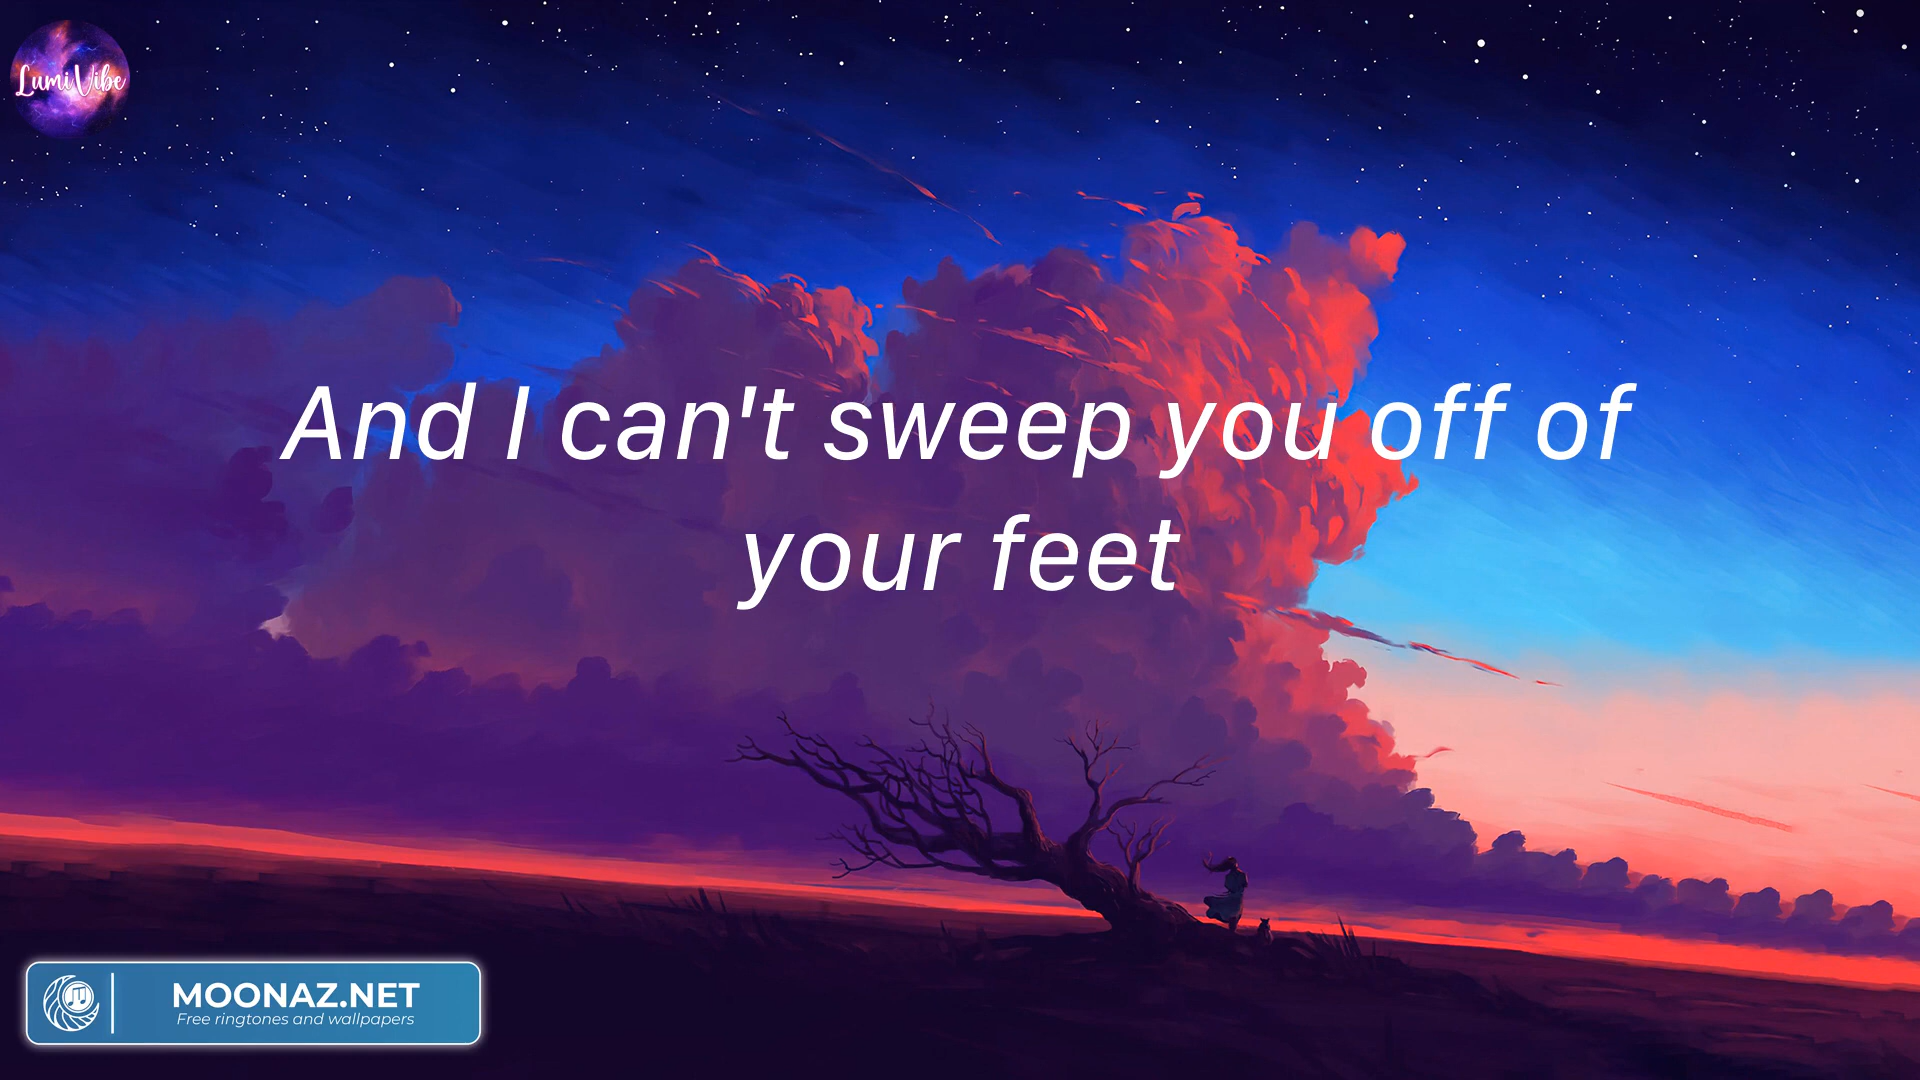 LumiVibe
And I can't sweep you off of
your feet
MOONAZ.NET
Free ringtones and wallpapers